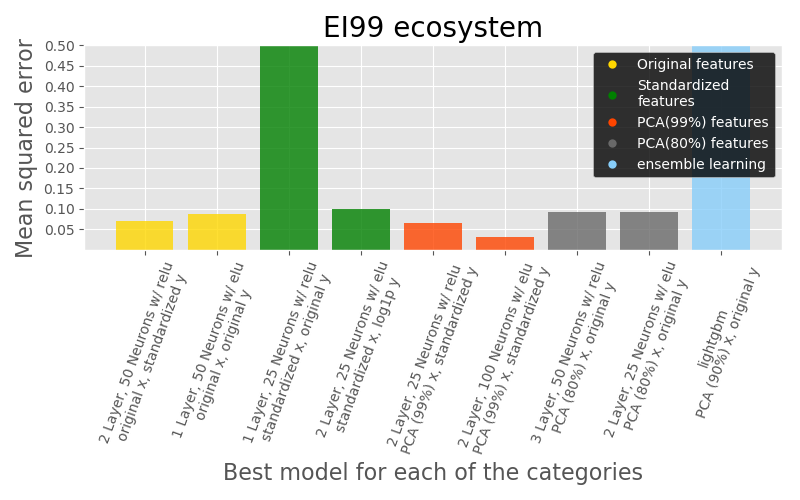 EI99 ecosystem
Mean squared error
0.50
0.45
0.40
0.35
0.30
0.25
0.20
0.15
0.10
0.05
Original features
Standardized
features
PCA(99%) features
PCA(80%) features
ensemble learning
2 Layer, 50 Neurons w/ relu
original x, standardized y
1 Layer, 50 Neurons w/ elu
original x, original y
1 Layer, 25 Neurons w/ relu
standardized x, original y
2 Layer, 25 Neurons w/ elu
standardized x, log1p y
2 Layer, 25 Neurons w/ relu
PCA (99%) x, standardized y
2 Layer, 100 Neurons w/ elu
PCA (99%) x, standardized y
3 Layer, 50 Neurons w/ relu
PCA (80%) x, original y
2 Layer, 25 Neurons w/ elu
PCA (80%) x, original y
lightgbm
PCA (90%) x, original y
Best model for each of the categories